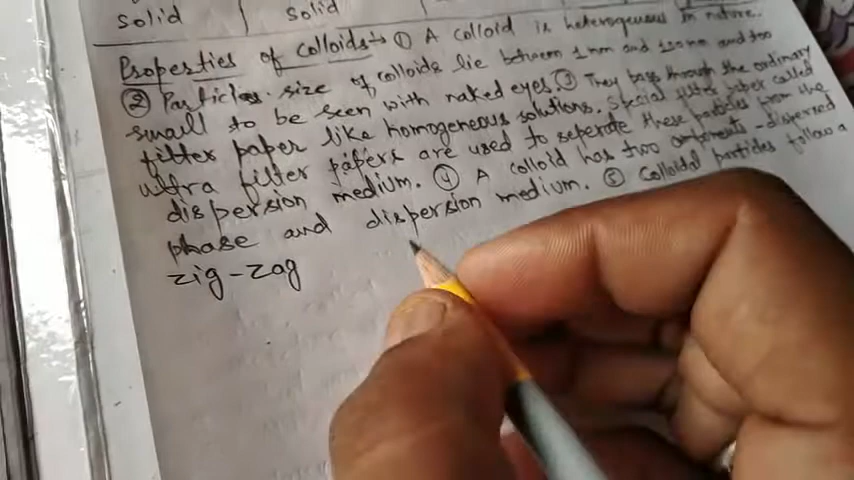 solid solid
Properties of colloids → ① A colloid is heterogeneous in nature.
② Particles size of colloids lie between 1 nm and 100 nm and too
small to be seen with naked eyes. ③ They pass through the ordinary
filter paper like homogeneous solutions. Special filter paper called
ultra filter papers are used to seperate these particles from the
dispersion medium. ④ A colloid has two components - dispersed
phase and dispersion medium. ⑤ Colloidal particles follow a
zig-zag